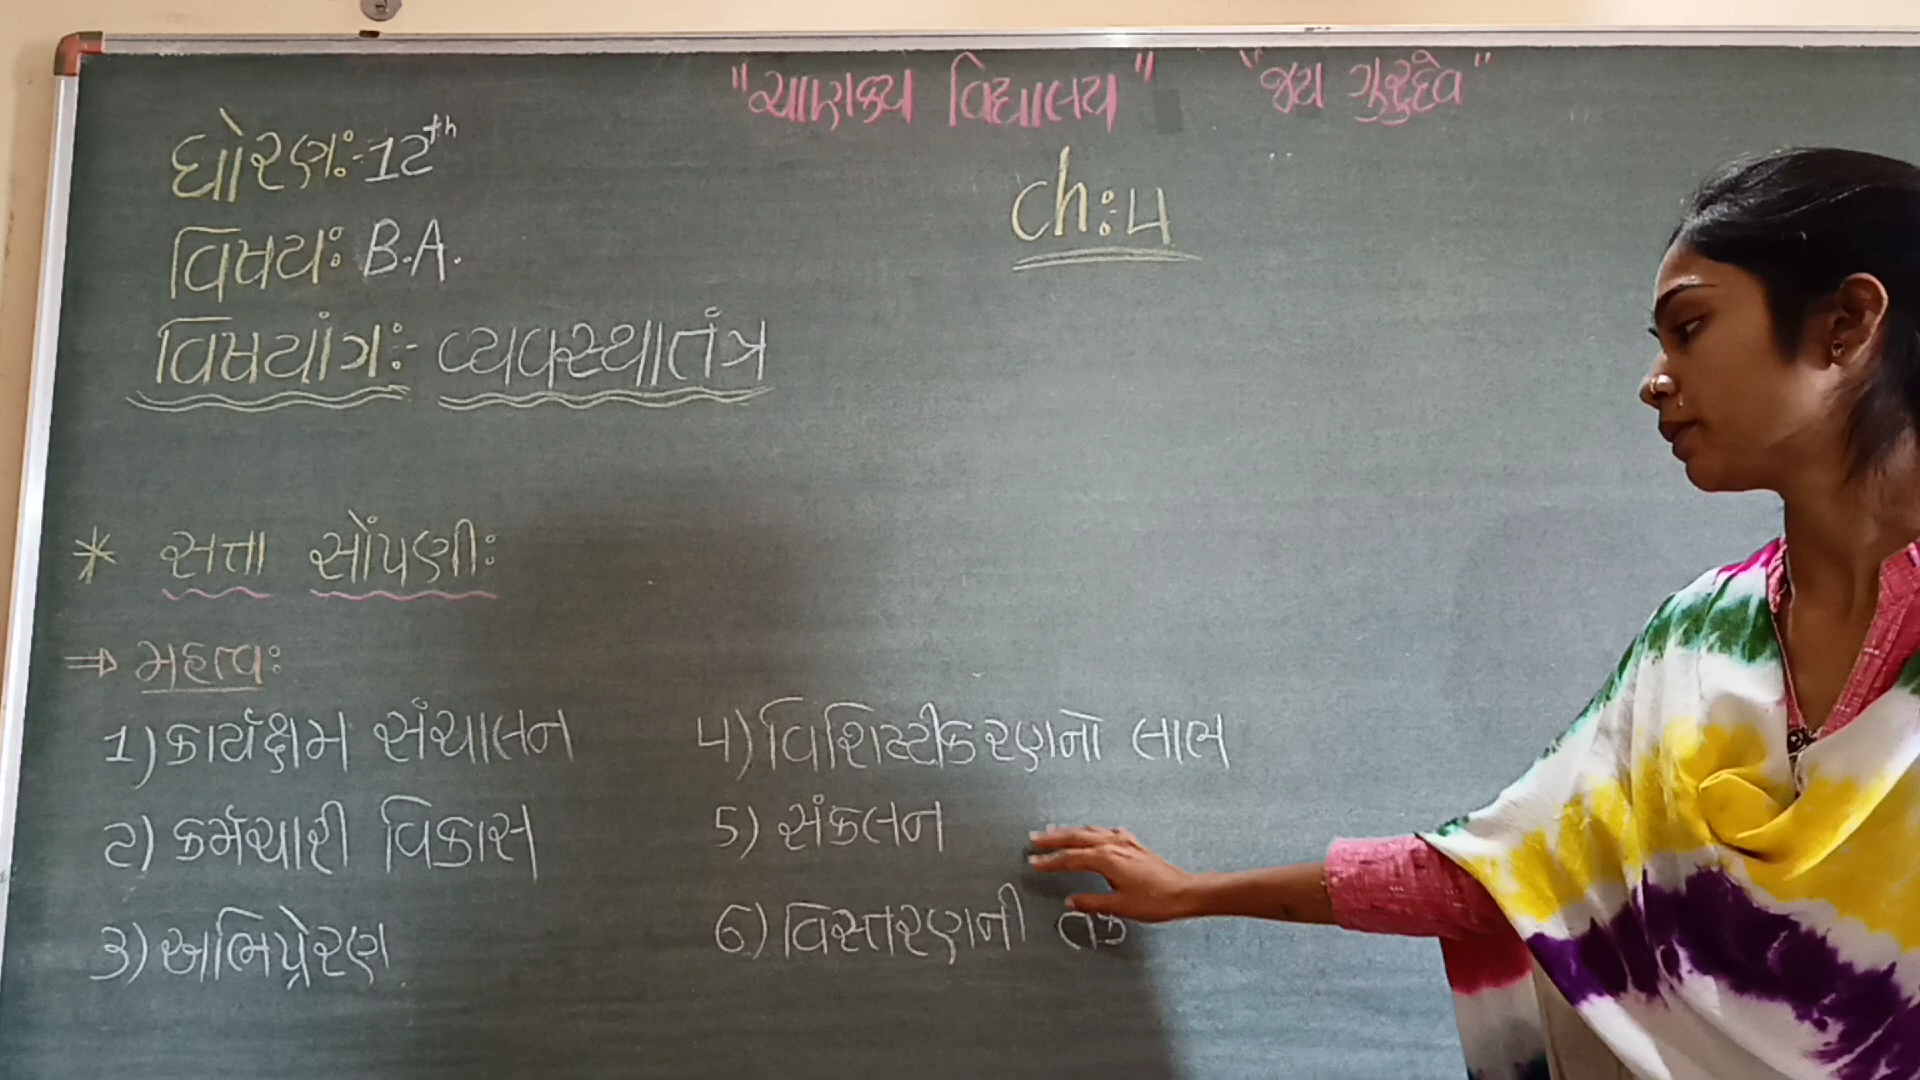 "ચાણક્ય વિદ્યાલય" "જય ગુરુદેવ"
ધોરણઃ-12th
Ch:-4
વિષયઃ B.A.
વિષયાંગઃ- વ્યવસ્થાતંત્ર
* સત્તા સોંપણીઃ
⇒ મહત્વઃ
1) કાર્યક્ષમ સંચાલન
2) કર્મચારી વિકાસ
3) અભિપ્રેરણ
4) વિશિષ્ટીકરણનો લાભ
5) સંકલન
6) વિસ્તરણની